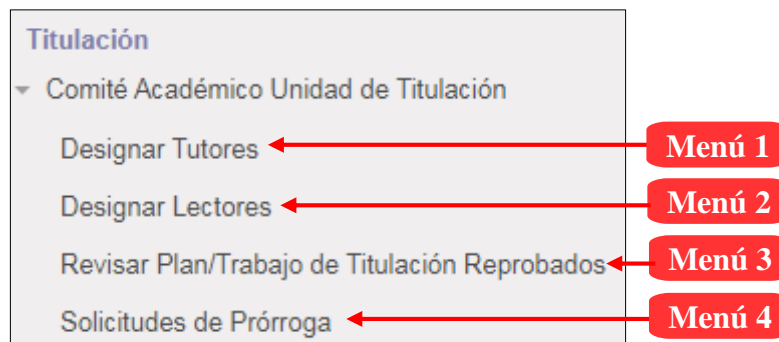 Titulación
Comité Académico Unidad de Titulación
Designar Tutores
Menú 1
Designar Lectores
Menú 2
Revisar Plan/Trabajo de Titulación Reprobados
Menú 3
Solicitudes de Prórroga
Menú 4